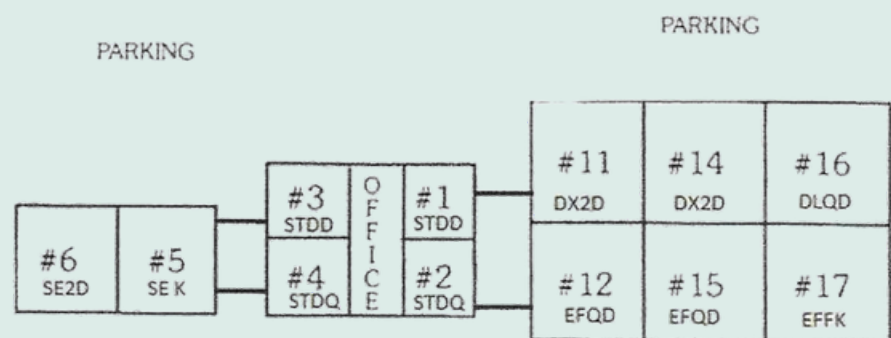 PARKING
PARKING
#6
SE2D
#5
SE K
#3
STDD
#4
STDQ
OFFICE
#1
STDD
#2
STDQ
#11
DX2D
#14
DX2D
#16
DLQD
#12
EFQD
#15
EFQD
#17
EFFK